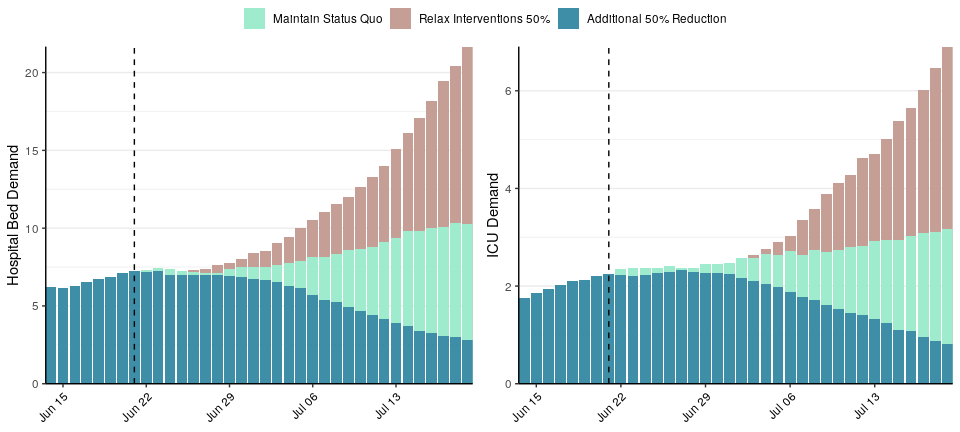 Maintain Status Quo Relax Interventions 50% Additional 50% Reduction
Hospital Bed Demand
20
15
10
5
0
Jun 15 Jun 22 Jun 29 Jul 06 Jul 13
ICU Demand
6
4
2
0
Jun 15 Jun 22 Jun 29 Jul 06 Jul 13